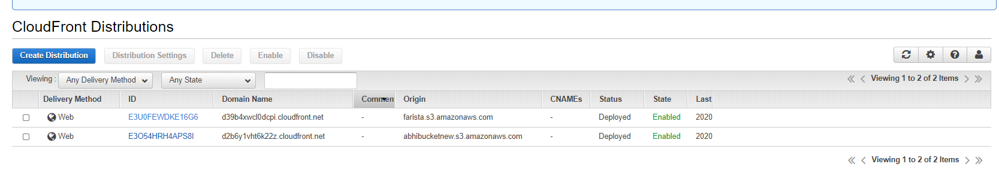 CloudFront Distributions
Create Distribution Distribution Settings Delete Enable Disable
Viewing : Any Delivery Method Any State Viewing 1 to 2 of 2 Items
Delivery Method ID Domain Name Comment Origin CNAMEs Status State Last
Web E3U0FEWDKE16G6 d39b4xwcl0dcpi.cloudfront.net - farista.s3.amazonaws.com - Deployed Enabled 2020
Web E3O54HRH4APS8I d2b6y1vht6k22z.cloudfront.net - abhibucketnew.s3.amazonaws.com - Deployed Enabled 2020
Viewing 1 to 2 of 2 Items